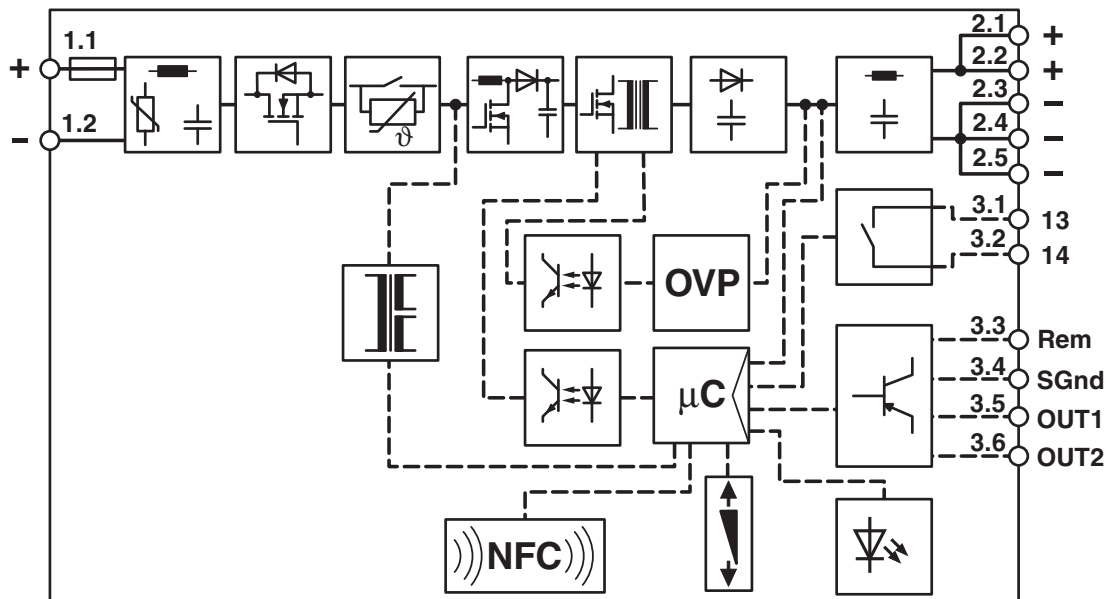 1.1
+
1.2
−
ϑ
2.1
+
2.2
+
2.3
−
2.4
−
2.5
−
3.1
13
3.2
14
OVP
µC
3.3
Rem
3.4
SGnd
3.5
OUT1
3.6
OUT2
NFC